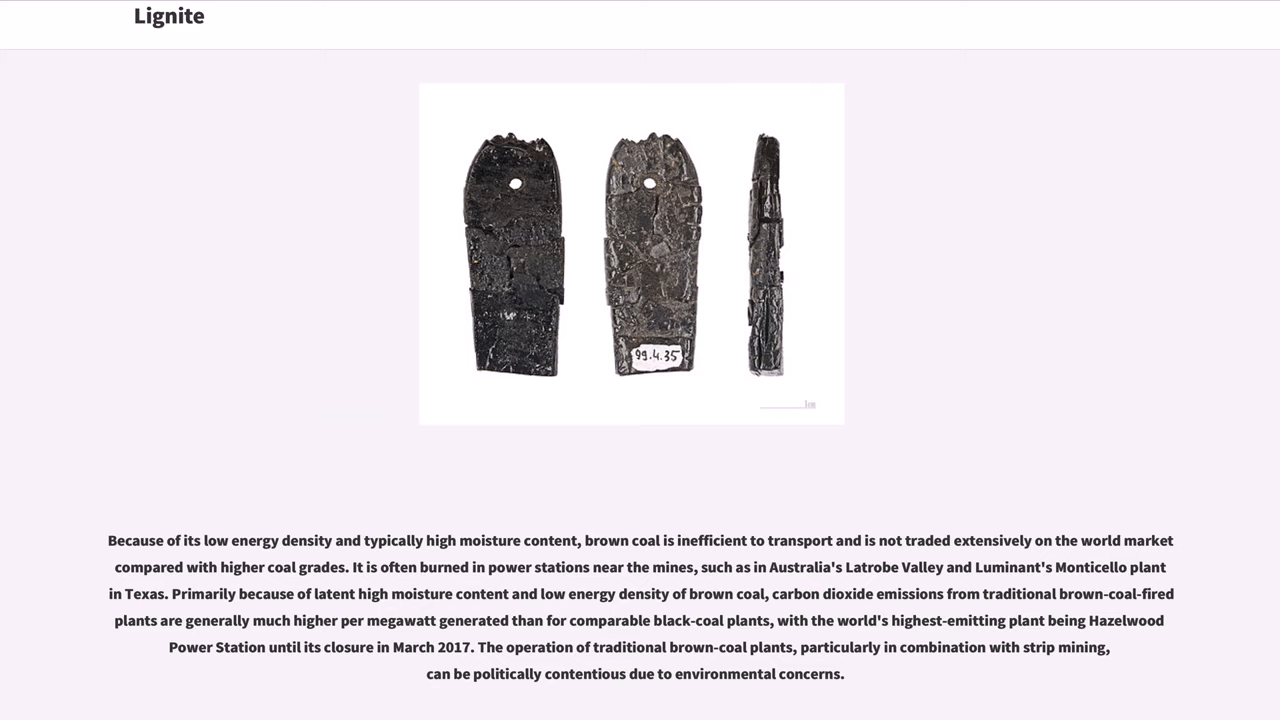 Lignite
99.4.35
Because of its low energy density and typically high moisture content, brown coal is inefficient to transport and is not traded extensively on the world market
compared with higher coal grades. It is often burned in power stations near the mines, such as in Australia's Latrobe Valley and Luminant's Monticello plant
in Texas. Primarily because of latent high moisture content and low energy density of brown coal, carbon dioxide emissions from traditional brown-coal-fired
plants are generally much higher per megawatt generated than for comparable black-coal plants, with the world's highest-emitting plant being Hazelwood
Power Station until its closure in March 2017. The operation of traditional brown-coal plants, particularly in combination with strip mining,
can be politically contentious due to environmental concerns.